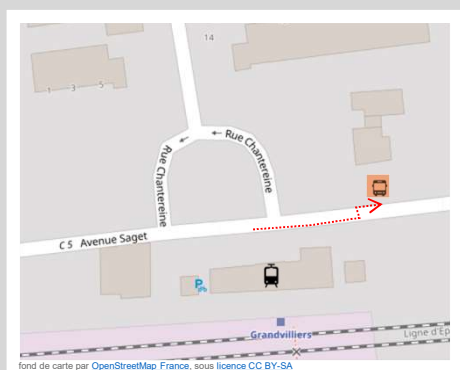 14
1 3 5
← Rue Chantereine
Rue Chantereine
Rue Chantereine
C 5 Avenue Saget
P
Grandvilliers
Ligne d'Ép
fond de carte par OpenStreetMap France, sous licence CC BY-SA